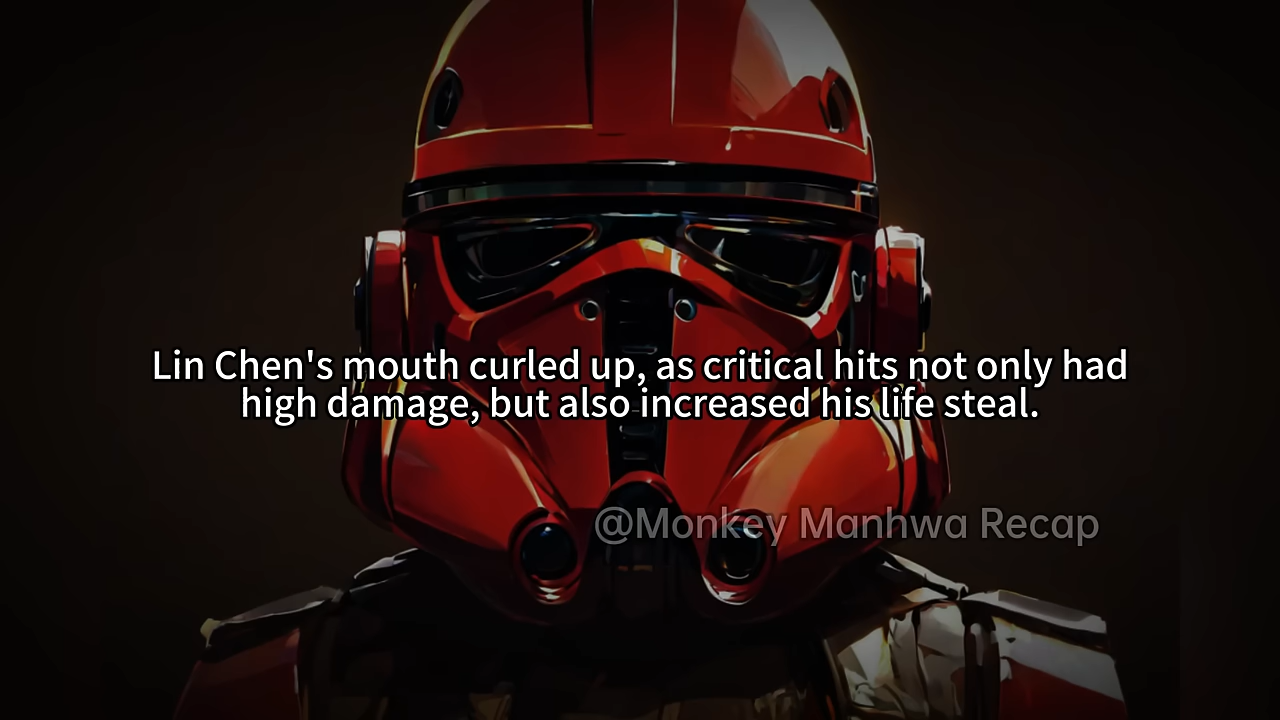 Lin Chen's mouth curled up, as critical hits not only had
high damage, but also increased his life steal.
@Monkey Manhwa Recap